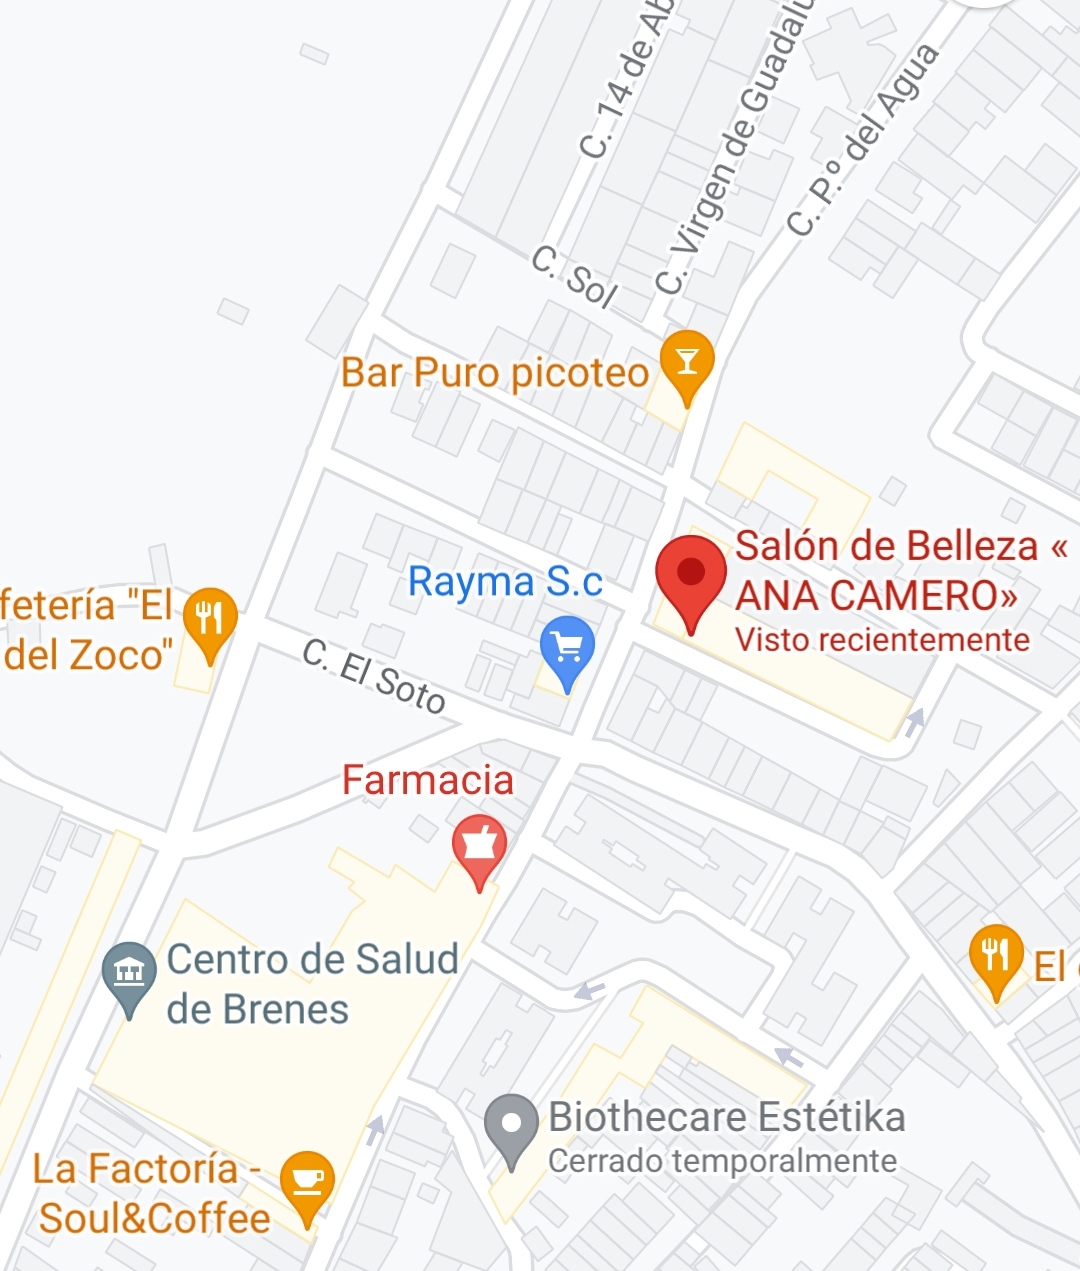 C. 14 de Ab
C. Virgen de Guadalu
C. P.º del Agua
C. Sol
Bar Puro picoteo
Salón de Belleza «
ANA CAMERO»
Visto recientemente
Rayma S.c
fetería "El
del Zoco"
C. El Soto
Farmacia
Centro de Salud
de Brenes
El
Biothecare Estétika
Cerrado temporalmente
La Factoría -
Soul&Coffee